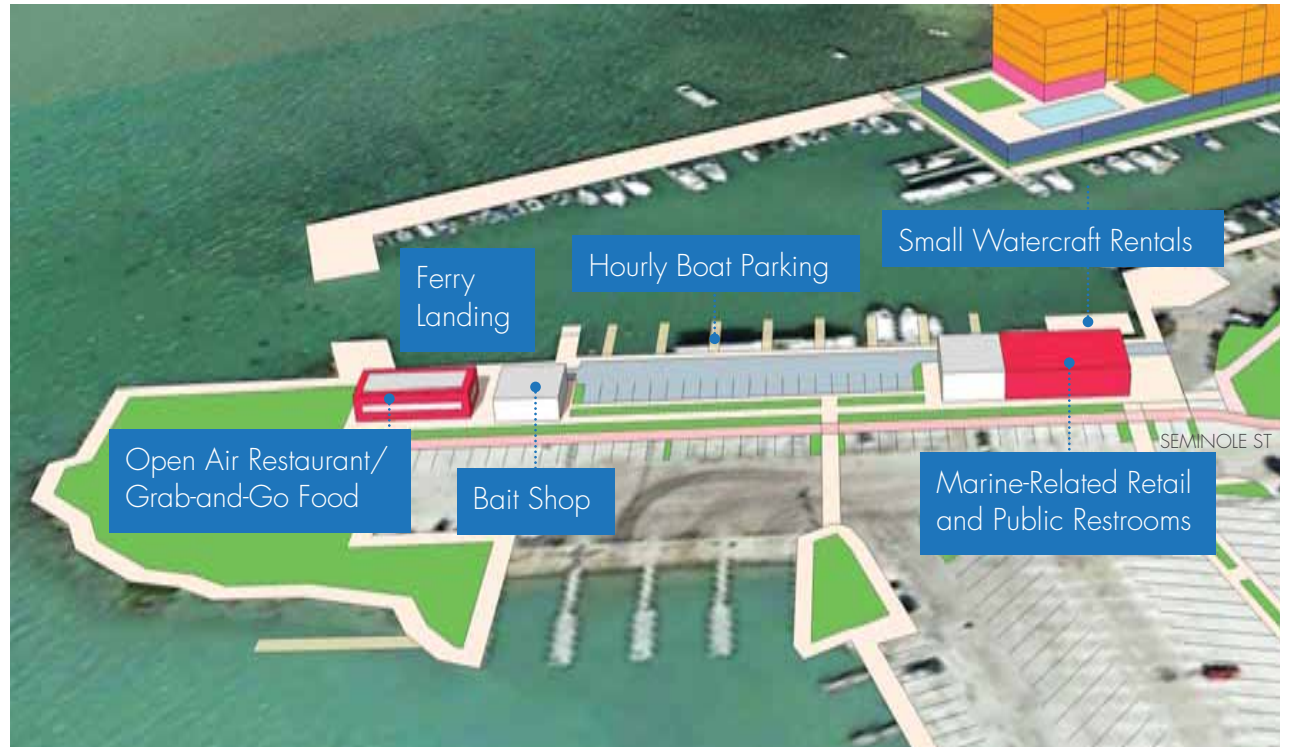 Small Watercraft Rentals
Ferry
Landing
Hourly Boat Parking
SEMINOLE ST
Open Air Restaurant/
Grab-and-Go Food
Bait Shop
Marine-Related Retail
and Public Restrooms